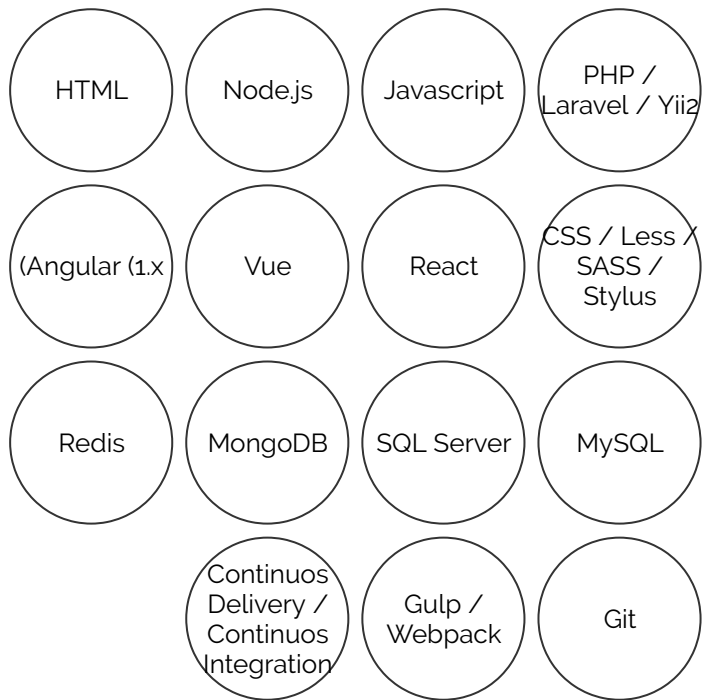 HTML
Node.js
Javascript
PHP /
Laravel / Yii2
(Angular (1.x
Vue
React
CSS / Less /
SASS /
Stylus
Redis
MongoDB
SQL Server
MySQL
Continuos
Delivery /
Continuos
Integration
Gulp /
Webpack
Git